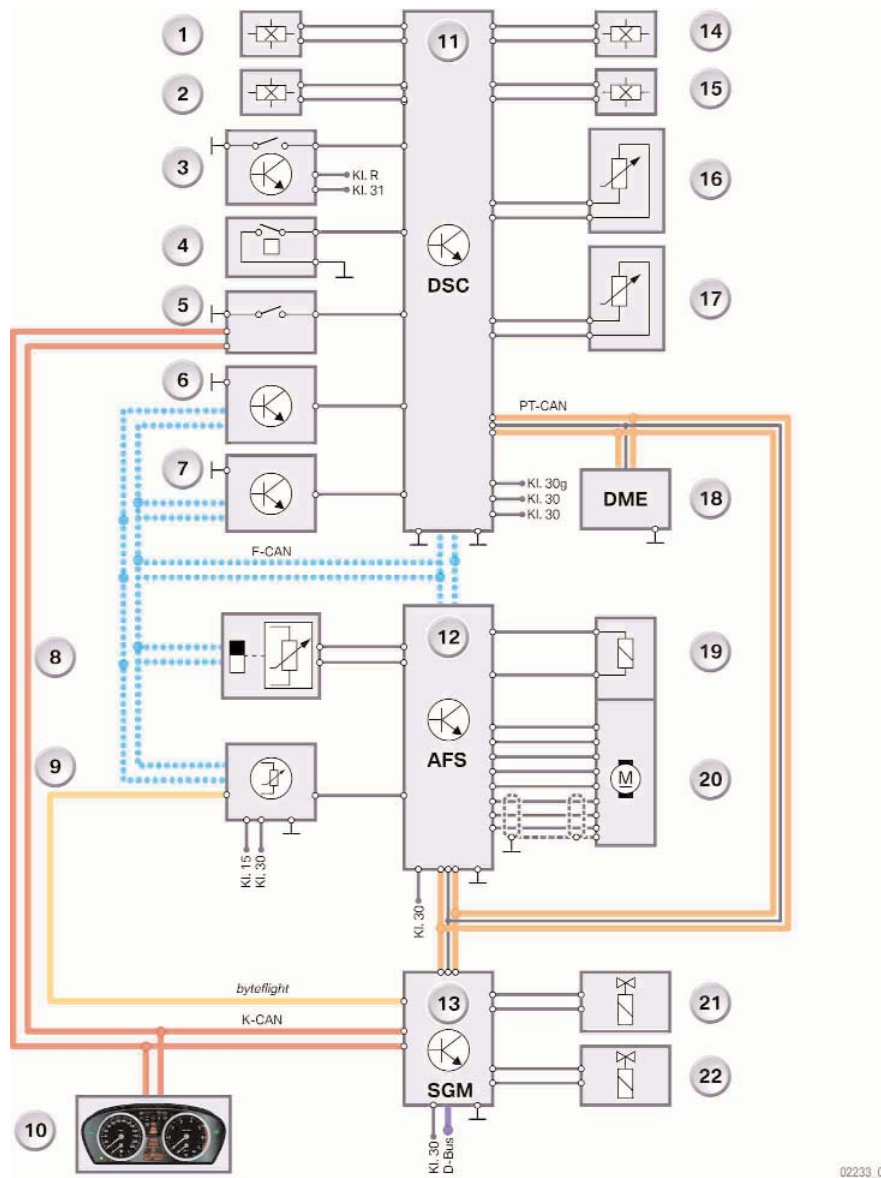 1
11
14
2
15
3
Kl. R
Kl. 31
16
4
DSC
5
17
6
PT-CAN
7
Kl. 30g
Kl. 30
Kl. 30
DME
18
F-CAN
8
12
19
AFS
9
20
M
Kl. 15
Kl. 30
Kl. 30
byteflight
13
21
K-CAN
SGM
22
10
Kl. 30
D-Bus